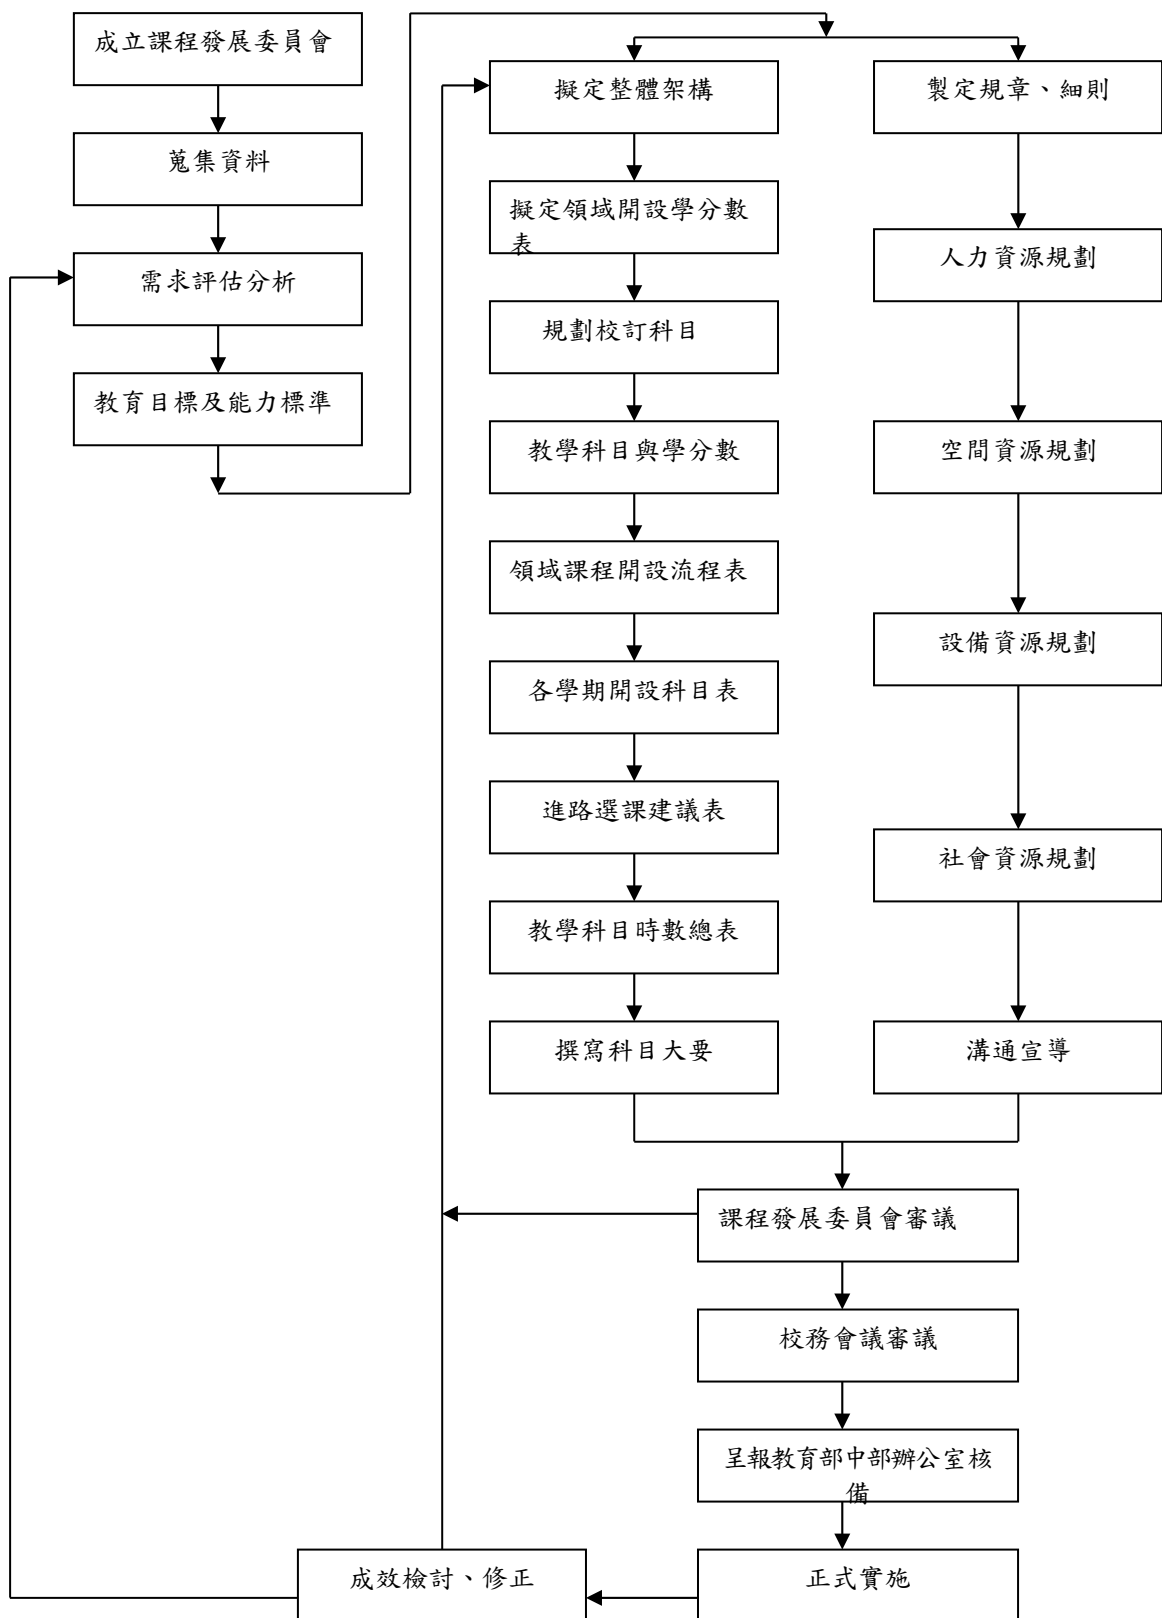 成立課程發展委員會
蒐集資料
需求評估分析
教育目標及能力標準
擬定整體架構
擬定領域開設學分數
表
規劃校訂科目
教學科目與學分數
領域課程開設流程表
各學期開設科目表
進路選課建議表
教學科目時數總表
撰寫科目大要
製定規章、細則
人力資源規劃
空間資源規劃
設備資源規劃
社會資源規劃
溝通宣導
課程發展委員會審議
校務會議審議
呈報教育部中部辦公室核
備
正式實施
成效檢討、修正